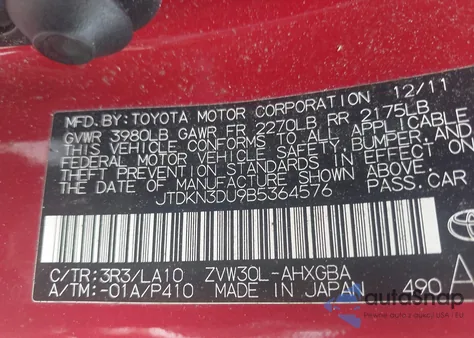 MFD. BY: TOYOTA MOTOR CORPORATION 12/11
GVWR 3980LB GAWR FR 2270LB RR 2175LB
THIS VEHICLE CONFORMS TO ALL APPLICABLE
FEDERAL MOTOR VEHICLE SAFETY, BUMPER, AND
THEFT PREVENTION STANDARDS IN EFFECT ON
THE DATE OF MANUFACTURE SHOWN ABOVE.
JTDKN3DU9B5364576 PASS. CAR
C/TR: 3R3/LA10 ZVW30L-AHXGBA A
A/TM: -01A/P410 MADE IN JAPAN 490
autoSnap